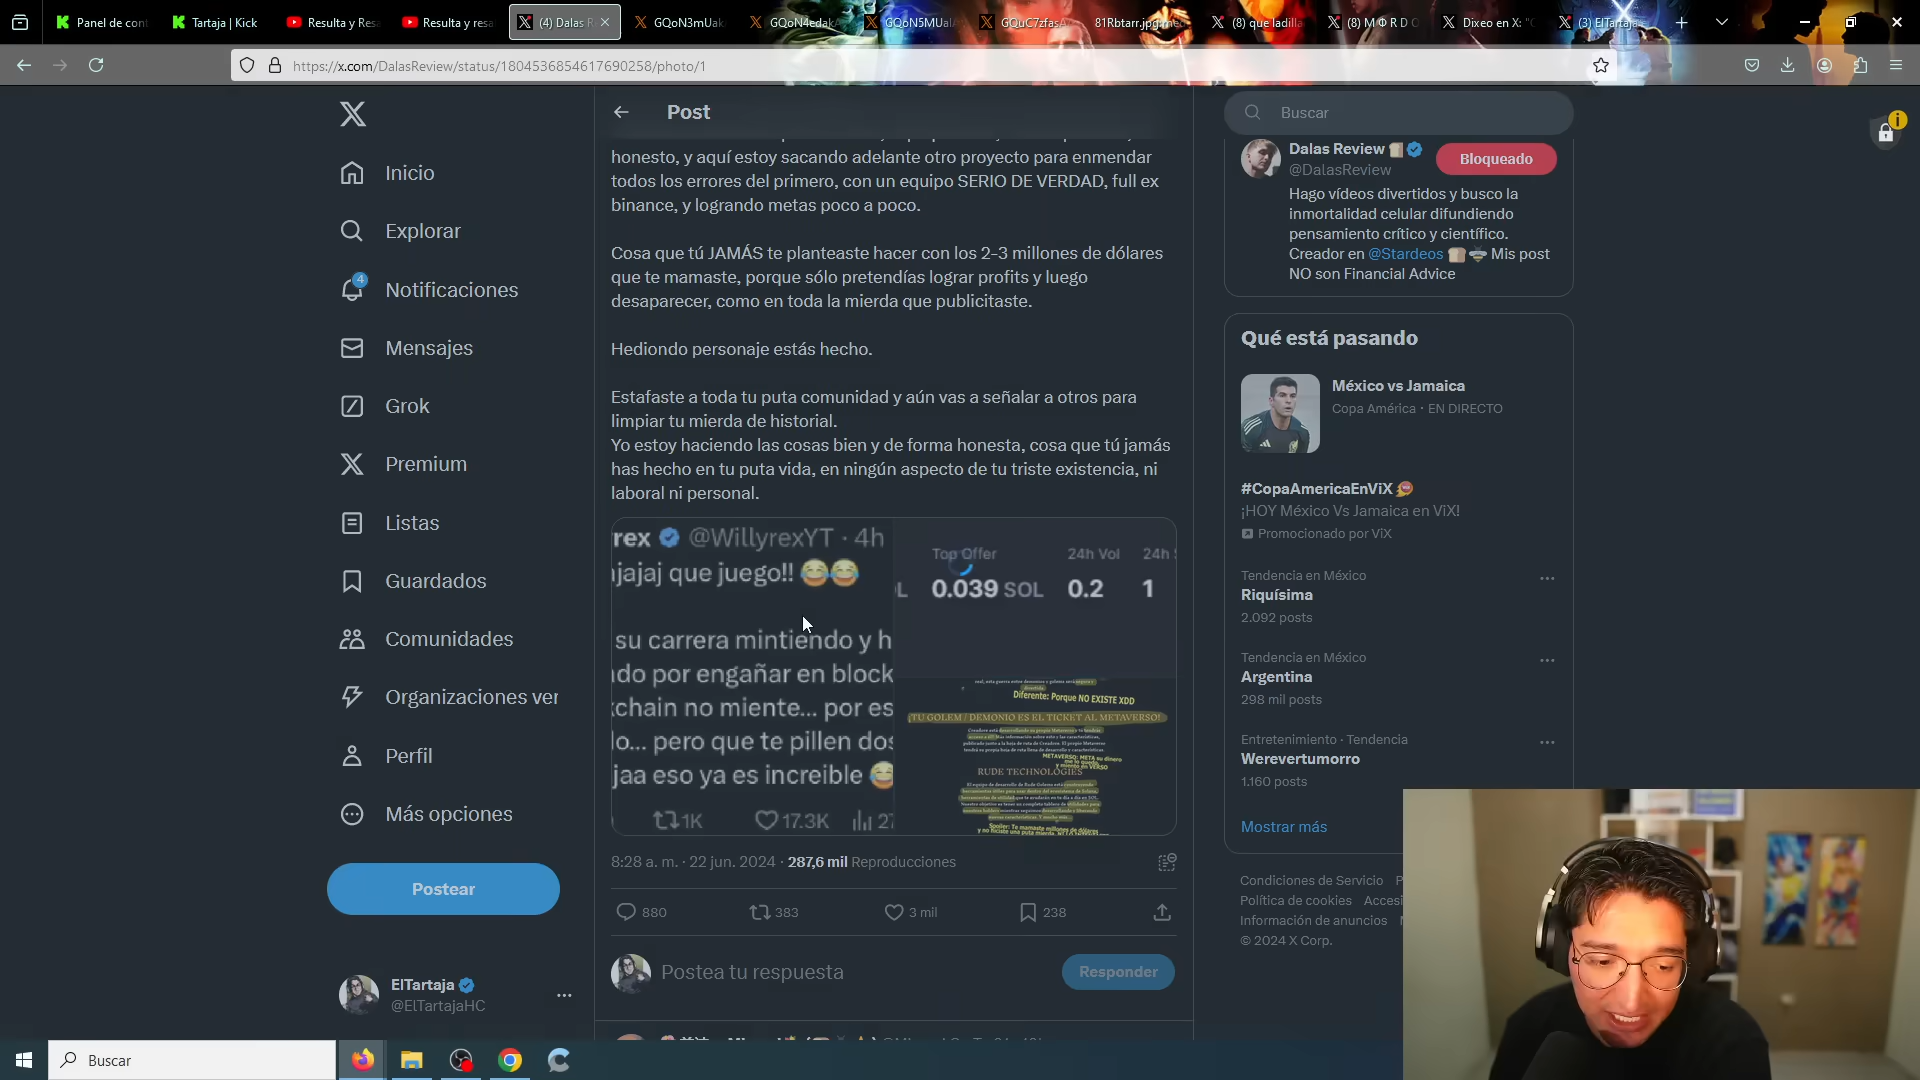 Panel de cont
Tartaja | Kick
Resulta y Res
Resulta y resa
(4) Dalas R
GQoN3mUak
GQoN4edak
GQoN5MUal
GQuC7zfas
81Rbtarr.jpg
(8) que ladilla
(8) M Φ R D O
Dixeo en X: "
(3) ElTartaja
https://x.com/DalasReview/status/1804536854617690258/photo/1
Inicio
Explorar
4
Notificaciones
Mensajes
Grok
Premium
Listas
Guardados
Comunidades
Organizaciones ver
Perfil
Más opciones
Postear
ElTartaja
@ElTartajaHC
Post
honesto, y aquí estoy sacando adelante otro proyecto para enmendar
todos los errores del primero, con un equipo SERIO DE VERDAD, full ex
binance, y logrando metas poco a poco.
Cosa que tú JAMÁS te planteaste hacer con los 2-3 millones de dólares
que te mamaste, porque sólo pretendías lograr profits y luego
desaparecer, como en toda la mierda que publicitaste.
Hediondo personaje estás hecho.
Estafaste a toda tu puta comunidad y aún vas a señalar a otros para
limpiar tu mierda de historial.
Yo estoy haciendo las cosas bien y de forma honesta, cosa que tú jamás
has hecho en tu puta vida, en ningún aspecto de tu triste existencia, ni
laboral ni personal.
rex @WillyrexYT · 4h
jajaj que juego!! 😂😂
su carrera mintiendo y h
ndo por engañar en block
chain no miente... por es
lo... pero que te pillen dos
jaa eso ya es increible
1K 17.3K 27
Top Offer 24h Vol 24h
L 0.039 SOL 0.2 1
Diferente: Porque NO EXISTE XDD
¡TU GOLEM / DEMONIO ES EL TICKET AL METAVERSO!
METAVERSO: META su dinero
RUDE TECHNOLOGIES
Spoiler: Te mamaste millones de dólares
8:28 a. m. · 22 jun. 2024 · 287,6 mil Reproducciones
880 383 3 mil 238
Postea tu respuesta
Responder
Buscar
Dalas Review
@DalasReview
Bloqueado
Hago vídeos divertidos y busco la
inmortalidad celular difundiendo
pensamiento crítico y científico.
Creador en @Stardeos 🍞🐝 Mis post
NO son Financial Advice
Qué está pasando
México vs Jamaica
Copa América · EN DIRECTO
#CopaAmericaEnViX
¡HOY México Vs Jamaica en ViX!
Promocionado por ViX
Tendencia en México
Riquísima
2.092 posts
Tendencia en México
Argentina
298 mil posts
Entretenimiento · Tendencia
Werevertumorro
1.160 posts
Mostrar más
Condiciones de Servicio
Política de cookies
Información de anuncios
© 2024 X Corp.
Buscar